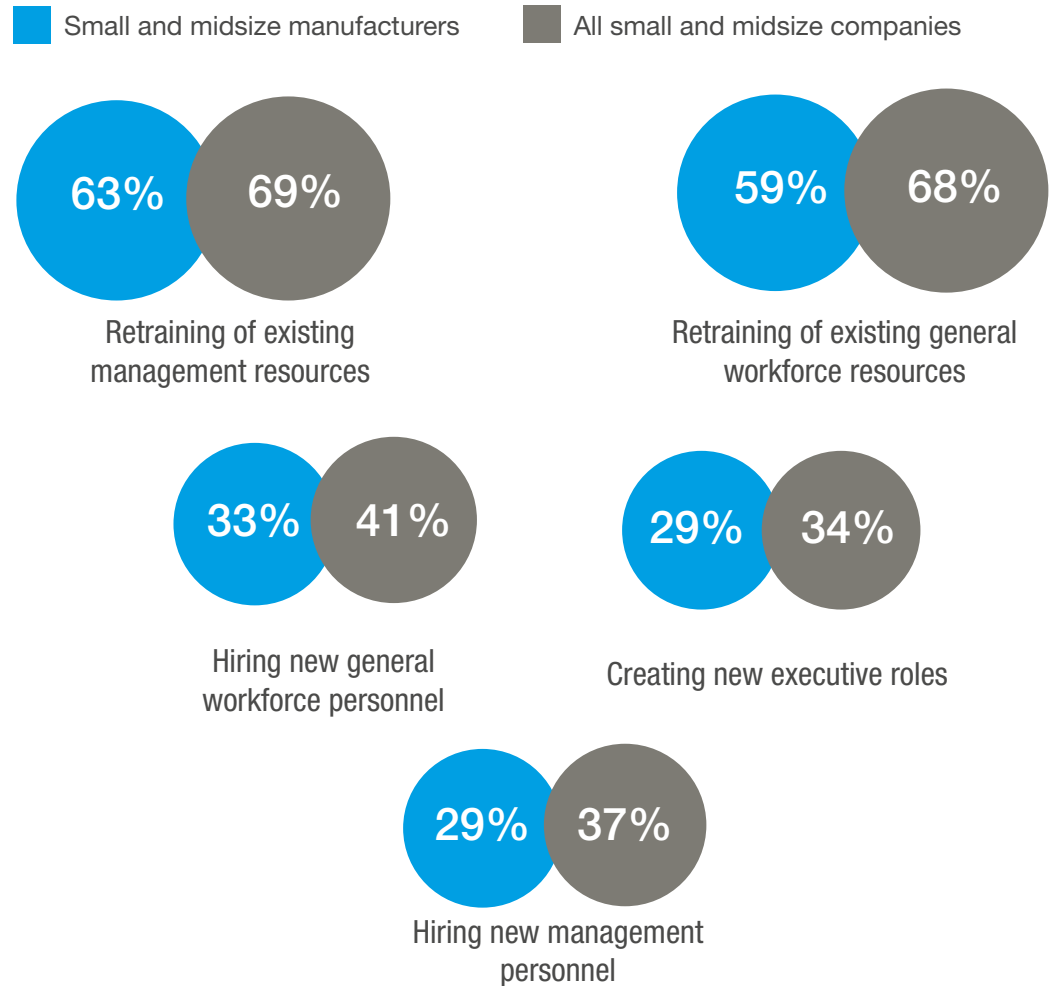 Small and midsize manufacturers
All small and midsize companies
63%
69%
Retraining of existing
management resources
59%
68%
Retraining of existing general
workforce resources
33%
41%
Hiring new general
workforce personnel
29%
34%
Creating new executive roles
29%
37%
Hiring new management
personnel